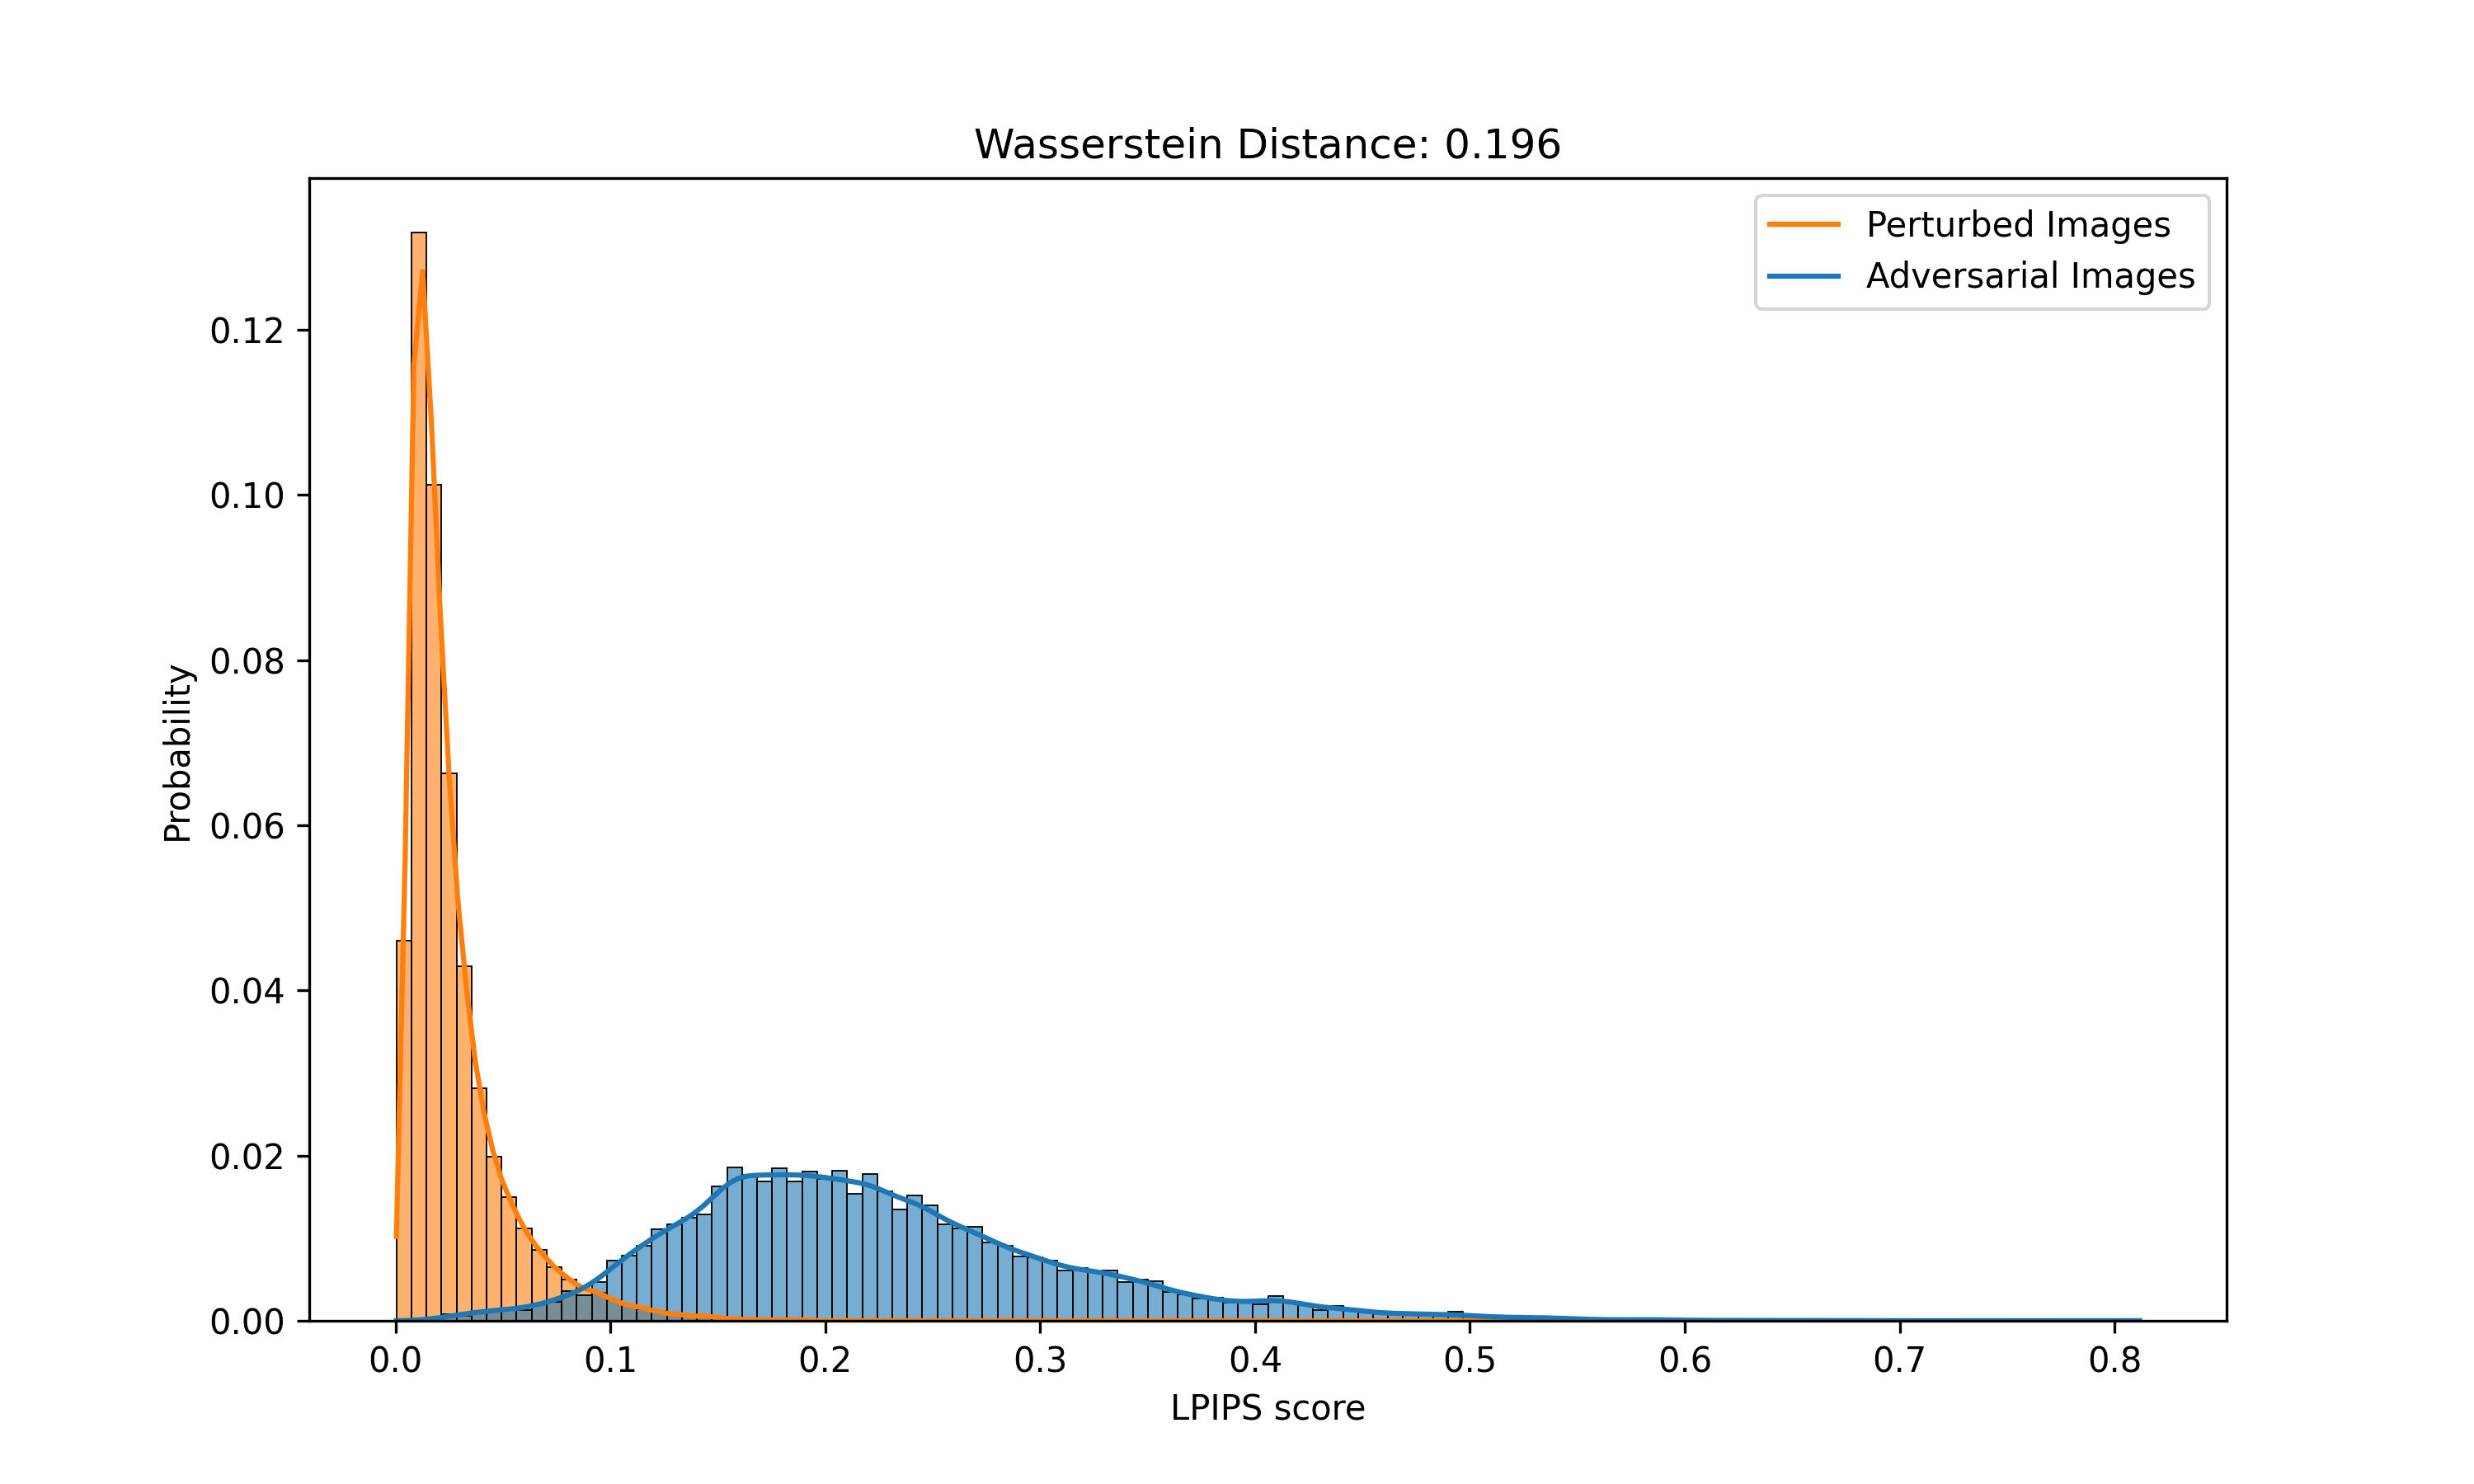 Wasserstein Distance: 0.196
Perturbed Images
Adversarial Images
Probability
0.12
0.10
0.08
0.06
0.04
0.02
0.00
0.0 0.1 0.2 0.3 0.4 0.5 0.6 0.7 0.8
LPIPS score